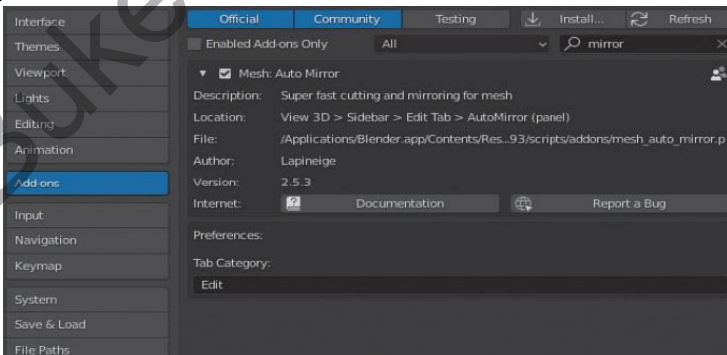 Interface
Themes
Viewport
Lights
Editing
Animation
Add-ons
Input
Navigation
Keymap
System
Save & Load
File Paths
Official Community Testing Install... Refresh
Enabled Add-ons Only All mirror
Mesh: Auto Mirror
Description: Super fast cutting and mirroring for mesh
Location: View 3D > Sidebar > Edit Tab > AutoMirror (panel)
File: /Applications/Blender.app/Contents/Res...93/scripts/addons/mesh_auto_mirror.p
Author: Lapineige
Version: 2.5.3
Internet: Documentation Report a Bug
Preferences:
Tab Category:
Edit